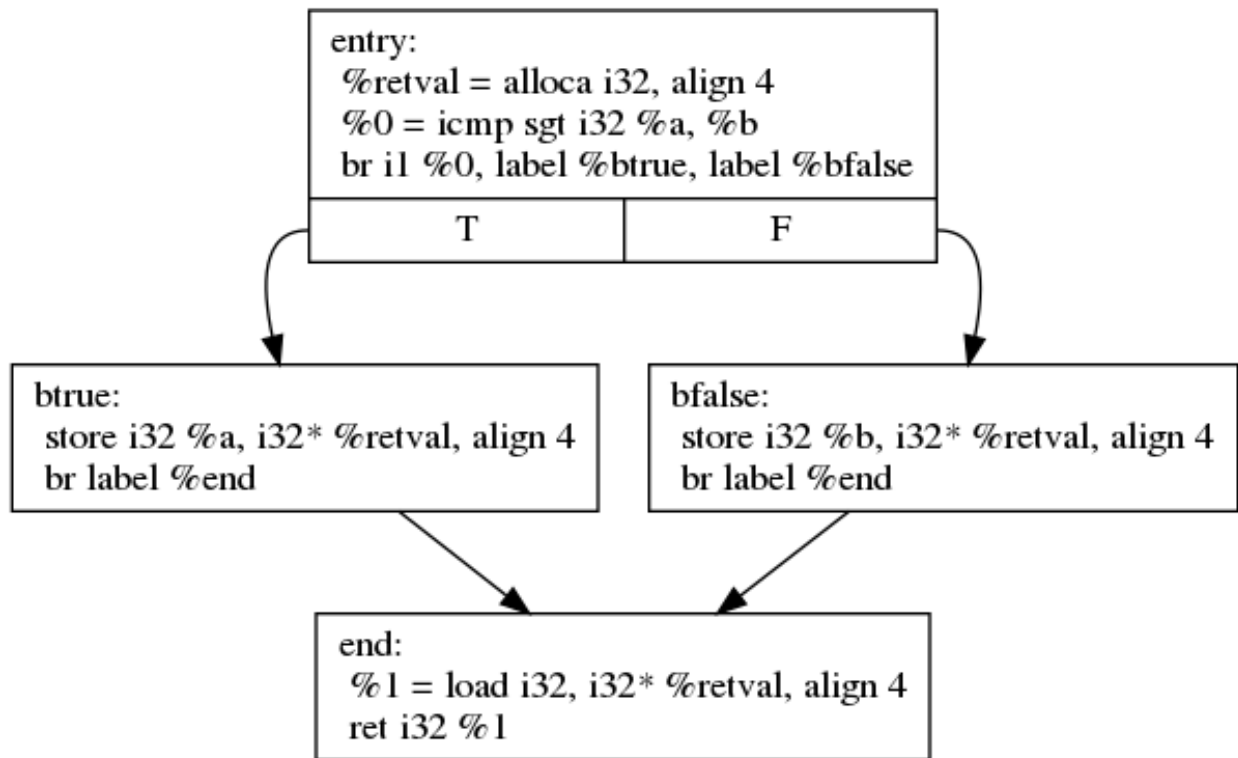 entry:
%retval = alloca i32, align 4
%0 = icmp sgt i32 %a, %b
br i1 %0, label %btrue, label %bfalse
T
F
btrue:
store i32 %a, i32* %retval, align 4
br label %end
bfalse:
store i32 %b, i32* %retval, align 4
br label %end
end:
%1 = load i32, i32* %retval, align 4
ret i32 %1